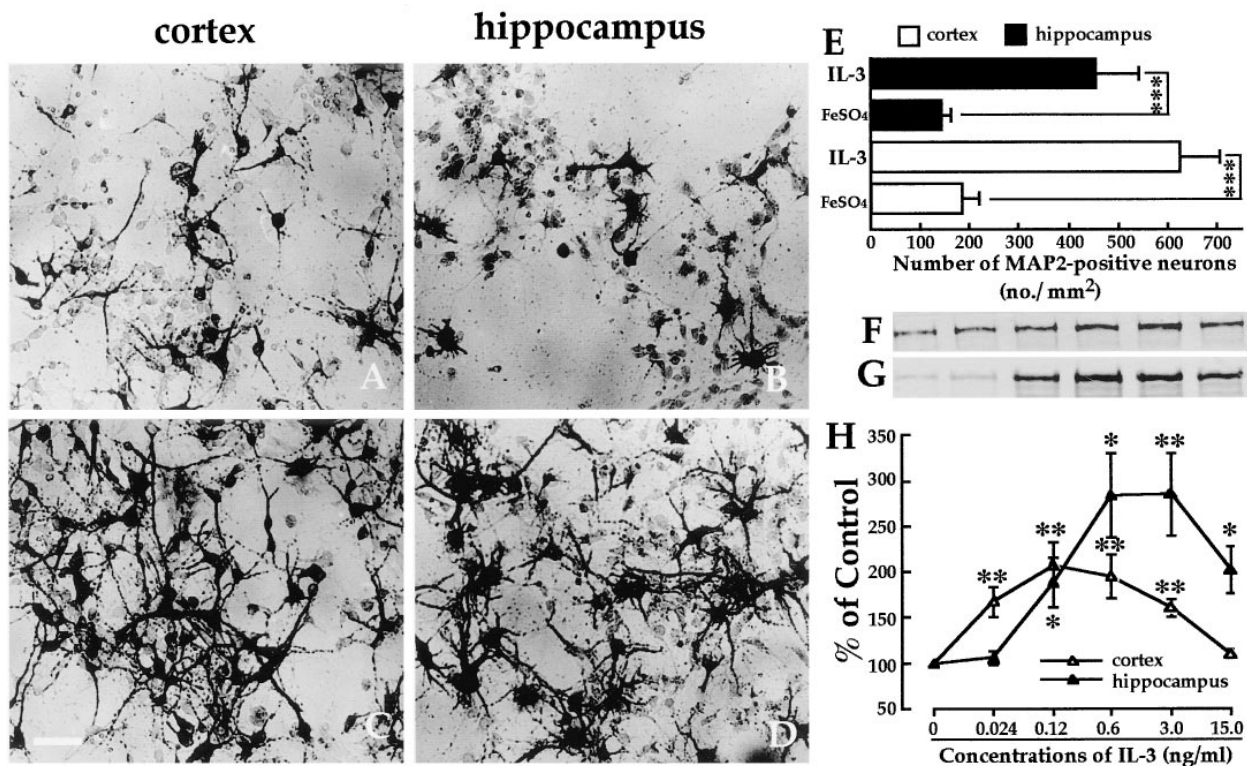 cortex
hippocampus
A
B
C
D
E
cortex hippocampus
IL-3
FeSO4
IL-3
FeSO4
***
***
0 100 200 300 400 500 600 700
Number of MAP2-positive neurons
(no./ mm2)
F
G
H
350
300
250
200
150
100
50
% of Control
* **
** ** ** *
* **
cortex
hippocampus
0 0.024 0.12 0.6 3.0 15.0
Concentrations of IL-3 (ng/ml)